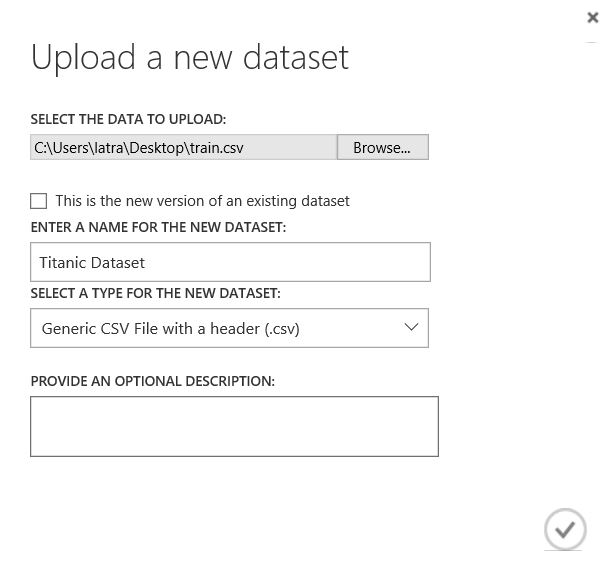 Upload a new dataset
SELECT THE DATA TO UPLOAD:
C:\Users\latra\Desktop\train.csv Browse...
This is the new version of an existing dataset
ENTER A NAME FOR THE NEW DATASET:
Titanic Dataset
SELECT A TYPE FOR THE NEW DATASET:
Generic CSV File with a header (.csv)
PROVIDE AN OPTIONAL DESCRIPTION: